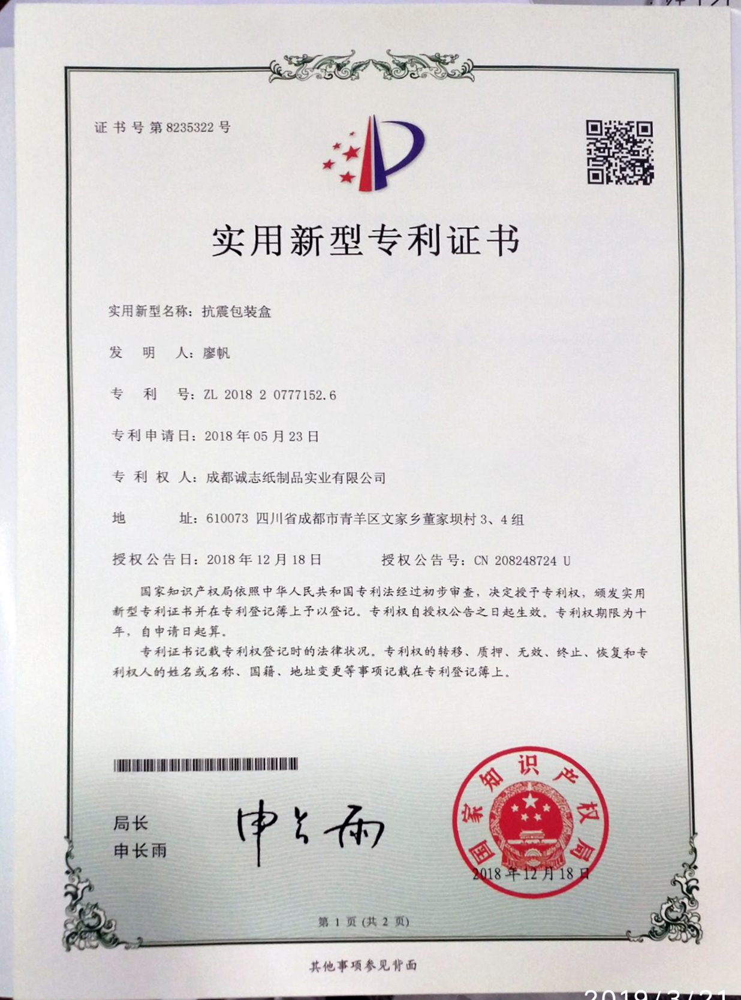 证书号第8235322号
实用新型专利证书
实用新型名称：抗震包装盒
发明人：廖帆
专利号：ZL 2018 2 0777152.6
专利申请日：2018年05月23日
专利权人：成都诚志纸制品实业有限公司
地址：610073 四川省成都市青羊区文家乡董家坝村3、4组
授权公告日：2018年12月18日 授权公告号：CN 208248724 U
国家知识产权局依照中华人民共和国专利法经过初步审查，决定授予专利权，颁发实用
新型专利证书并在专利登记簿上予以登记。专利权自授权公告之日起生效。专利权期限为十
年，自申请日起算。
专利证书记载专利权登记时的法律状况。专利权的转移、质押、无效、终止、恢复和专
利权人的姓名或名称、国籍、地址变更等事项记载在专利登记簿上。
局长
申长雨
申长雨
国家知识产权局
2018年12月18日
第 1 页 (共 2 页)
其他事项参见背面
2019/3/21